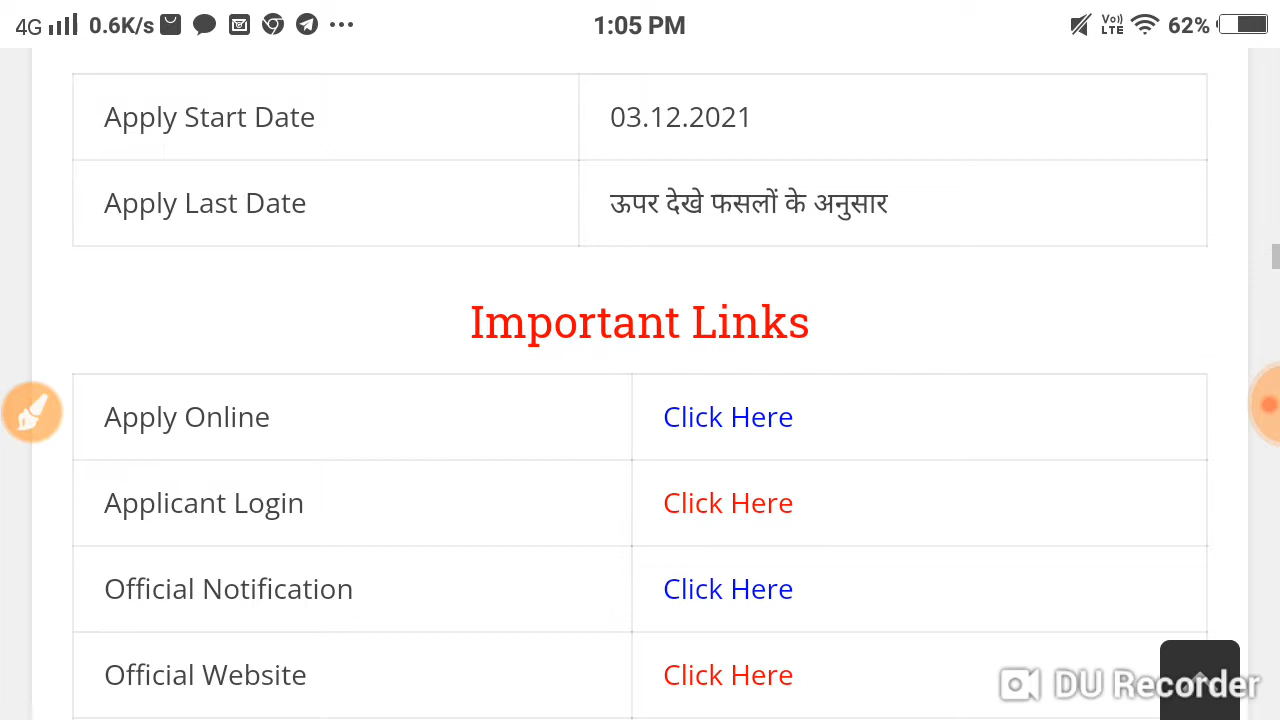 4G 0.6K/s 1:05 PM Vo)) LTE 62%
Apply Start Date 03.12.2021
Apply Last Date ऊपर देखे फसलों के अनुसार
Important Links
Apply Online Click Here
Applicant Login Click Here
Official Notification Click Here
Official Website Click Here
DU Recorder